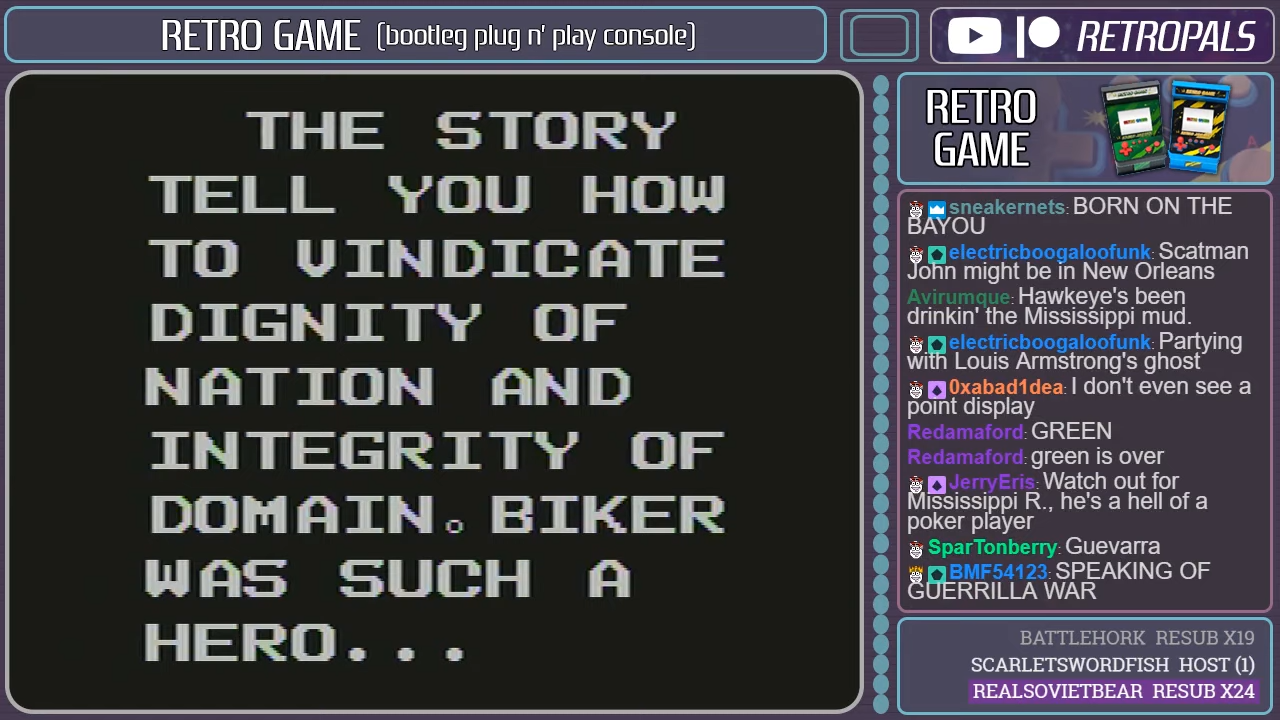 RETRO GAME (bootleg plug n' play console)
RETROPALS
THE STORY
TELL YOU HOW
TO VINDICATE
DIGNITY OF
NATION AND
INTEGRITY OF
DOMAIN。BIKER
WAS SUCH A
HERO...
RETRO
GAME
sneakernets: BORN ON THE
BAYOU
electricboogaloofunk: Scatman
John might be in New Orleans
Avirumque: Hawkeye's been
drinkin' the Mississippi mud.
electricboogaloofunk: Partying
with Louis Armstrong's ghost
0xabad1dea: I don't even see a
point display
Redamaford: GREEN
Redamaford: green is over
JerryEris: Watch out for
Mississippi R., he's a hell of a
poker player
SparTonberry: Guevarra
BMF54123: SPEAKING OF
GUERRILLA WAR
BATTLEHORK RESUB X19
SCARLETSWORDFISH HOST (1)
REALSOVIETBEAR RESUB X24